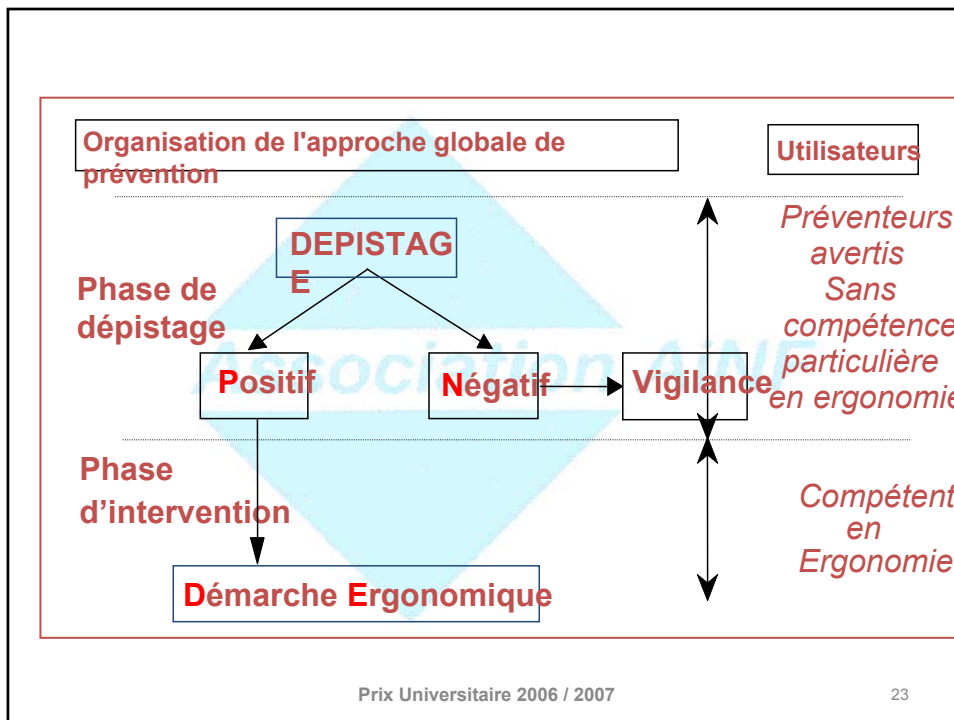 Organisation de l'approche globale de
prévention
Utilisateurs
DEPISTAG
E
Phase de
dépistage
Positif
Négatif
Vigilance
Préventeurs
avertis
Sans
compétence
particulière
en ergonomie
Association AiNF
Phase
d’intervention
Démarche Ergonomique
Compétent
en
Ergonomie
Prix Universitaire 2006 / 2007
23